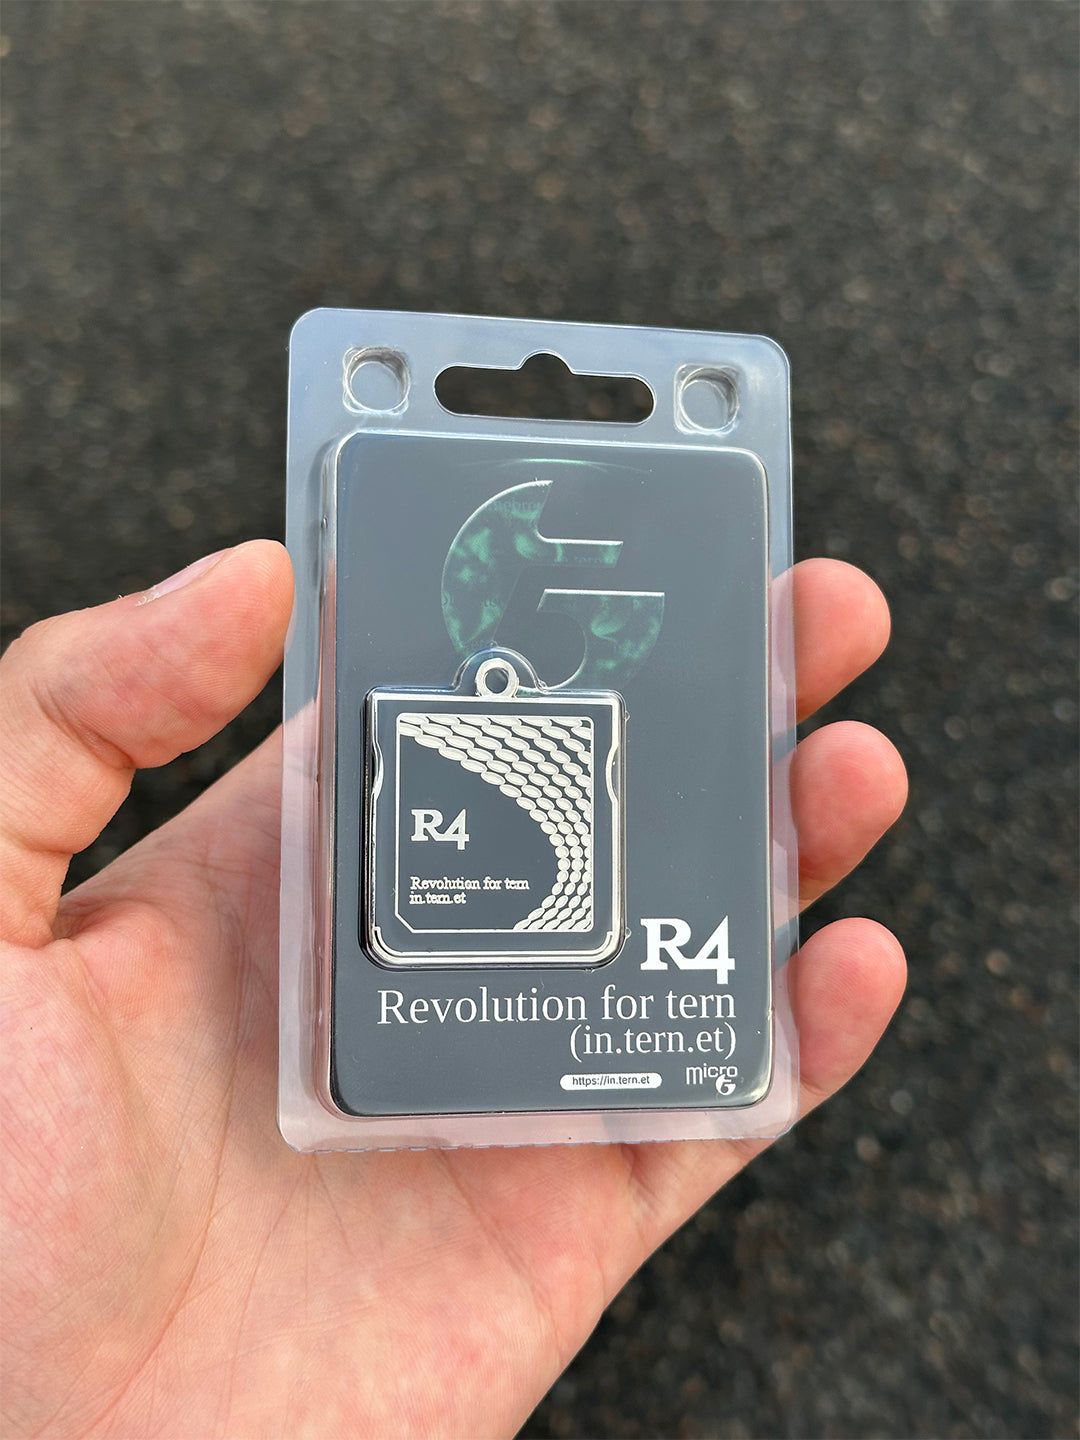 R4
Revolution for tern
in.tern.et
R4
Revolution for tern
(in.tern.et)
https://in.tern.et
micro